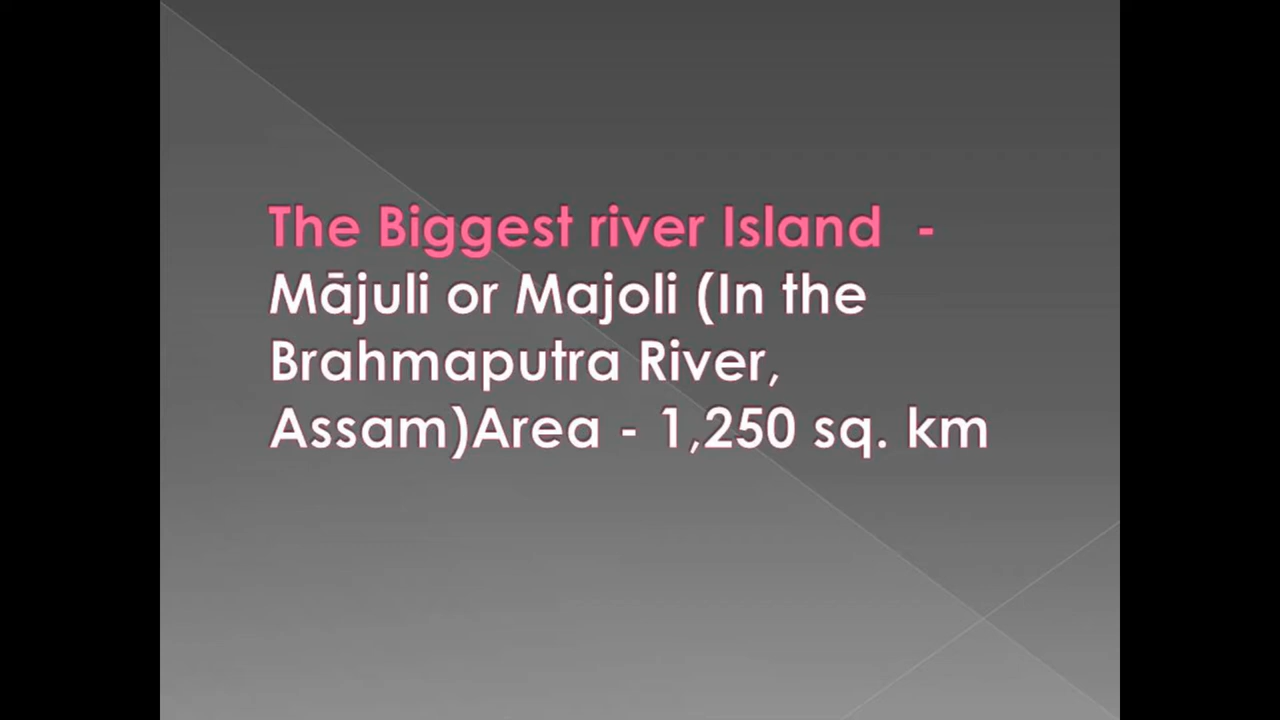 The Biggest river Island  -
Mājuli or Majoli (In the
Brahmaputra River,
Assam)Area - 1,250 sq. km